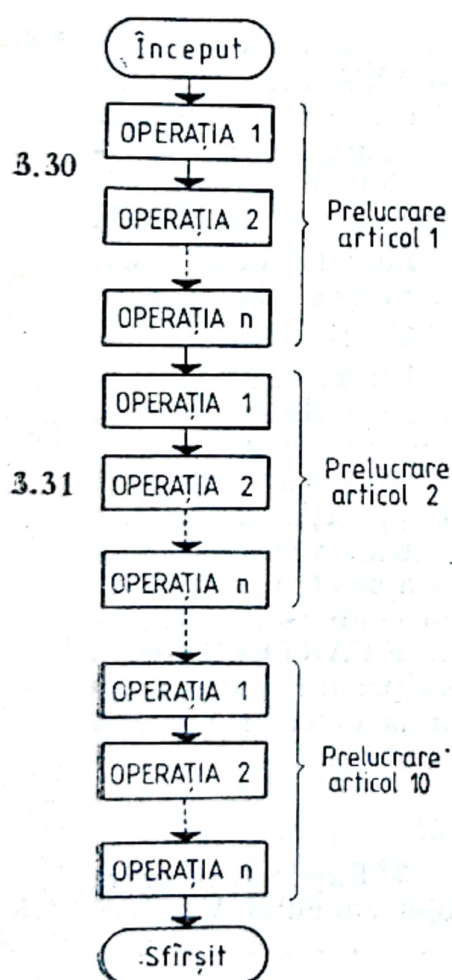 Început
OPERAȚIA 1
3.30
OPERAȚIA 2
Prelucrare
articol 1
OPERAȚIA n
OPERAȚIA 1
3.31
OPERAȚIA 2
Prelucrare
articol 2
OPERAȚIA n
OPERAȚIA 1
OPERAȚIA 2
Prelucrare
articol 10
OPERAȚIA n
Sfîrșit